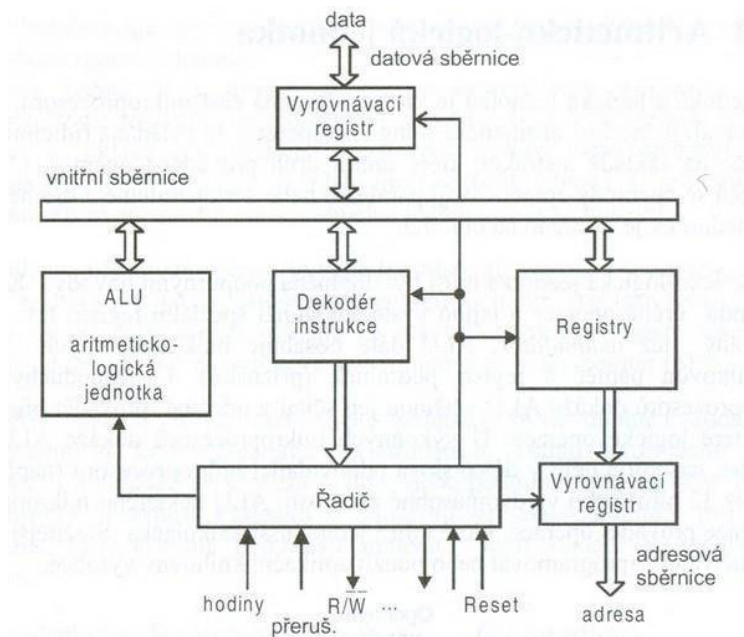 data
datová sběrnice
Vyrovnávací
registr
vnitřní sběrnice
ALU
aritmeticko-
logická
jednotka
Dekodér
instrukce
Registry
Řadič
Vyrovnávací
registr
hodiny
přeruš.
R/W̅ ...
Reset
adresová
sběrnice
adresa